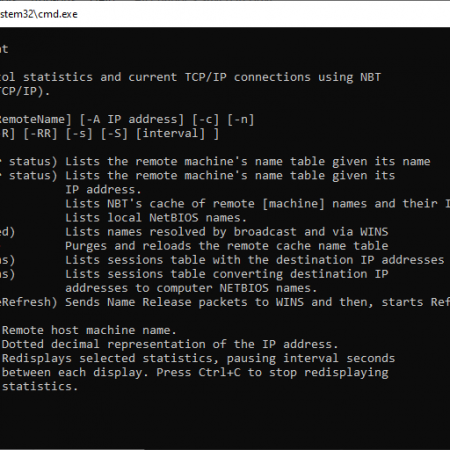 stem32\cmd.exe
at
ol statistics and current TCP/IP connections using NBT
TCP/IP).
RemoteName] [-A IP address] [-c] [-n]
R] [-RR] [-s] [-S] [interval] ]
r status) Lists the remote machine's name table given its name
r status) Lists the remote machine's name table given its
IP address.
Lists NBT's cache of remote [machine] names and their I
Lists local NetBIOS names.
ed) Lists names resolved by broadcast and via WINS
Purges and reloads the remote cache name table
ns) Lists sessions table with the destination IP addresses
ns) Lists sessions table converting destination IP
addresses to computer NETBIOS names.
eRefresh) Sends Name Release packets to WINS and then, starts Ref
Remote host machine name.
Dotted decimal representation of the IP address.
Redisplays selected statistics, pausing interval seconds
between each display. Press Ctrl+C to stop redisplaying
statistics.